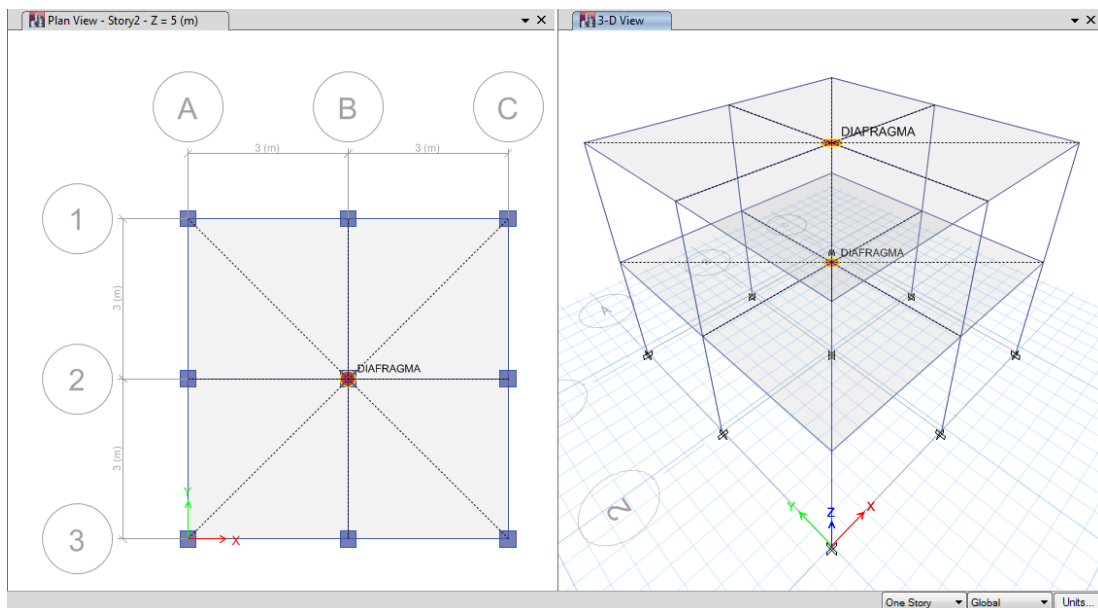 Plan View - Story2 - Z = 5 (m)
3-D View
A
B
C
3 (m)
3 (m)
1
2
3
3 (m)
3 (m)
DIAFRAGMA
Y
X
DIAFRAGMA
DIAFRAGMA
A
2
Y
Z
X
One Story
Global
Units...